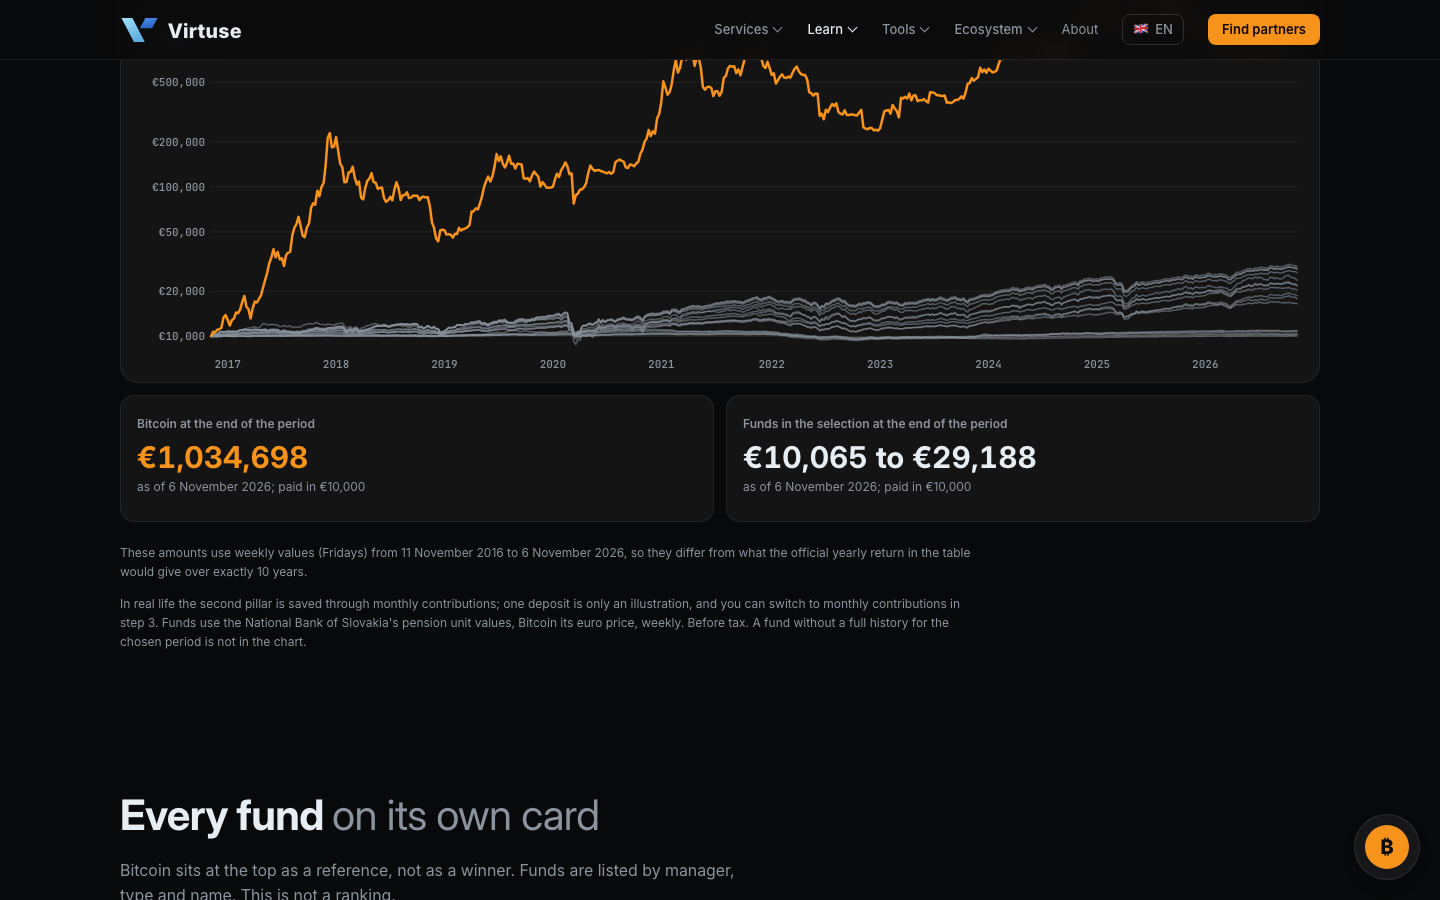 Virtuse
Services
Learn
Tools
Ecosystem
About
EN
Find partners
€500,000
€200,000
€100,000
€50,000
€20,000
€10,000
2017 2018 2019 2020 2021 2022 2023 2024 2025 2026
Bitcoin at the end of the period
€1,034,698
as of 6 November 2026; paid in €10,000
Funds in the selection at the end of the period
€10,065 to €29,188
as of 6 November 2026; paid in €10,000
These amounts use weekly values (Fridays) from 11 November 2016 to 6 November 2026, so they differ from what the official yearly return in the table
would give over exactly 10 years.
In real life the second pillar is saved through monthly contributions; one deposit is only an illustration, and you can switch to monthly contributions in
step 3. Funds use the National Bank of Slovakia's pension unit values, Bitcoin its euro price, weekly. Before tax. A fund without a full history for the
chosen period is not in the chart.
Every fund on its own card
Bitcoin sits at the top as a reference, not as a winner. Funds are listed by manager,
type and name. This is not a ranking.